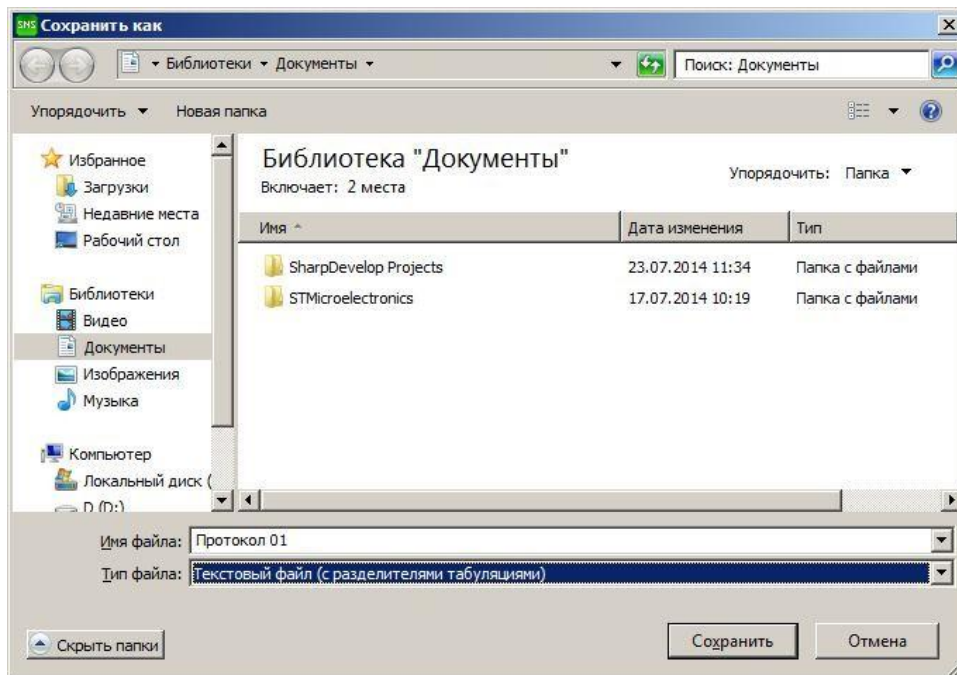 SNS Сохранить как
Библиотеки Документы
Поиск: Документы
Упорядочить Новая папка
Избранное
Загрузки
Недавние места
Рабочий стол
Библиотеки
Видео
Документы
Изображения
Музыка
Компьютер
Локальный диск (
D (D:)
Библиотека "Документы"
Включает: 2 места
Упорядочить: Папка
Имя Дата изменения Тип
SharpDevelop Projects 23.07.2014 11:34 Папка с файлами
STMicroelectronics 17.07.2014 10:19 Папка с файлами
Имя файла: Протокол 01
Тип файла: Текстовый файл (с разделителями табуляциями)
Скрыть папки Сохранить Отмена